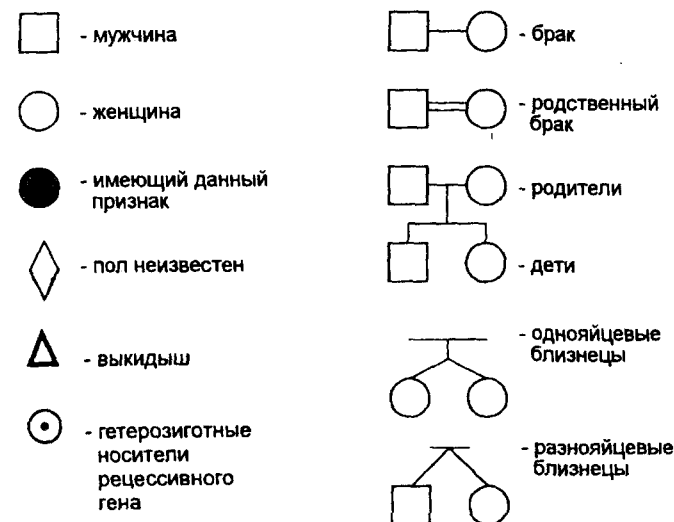 - мужчина
- женщина
- имеющий данный
признак
- пол неизвестен
- выкидыш
- гетерозиготные
носители
рецессивного
гена
- брак
- родственный
брак
- родители
- дети
- однояйцевые
близнецы
- разнояйцевые
близнецы